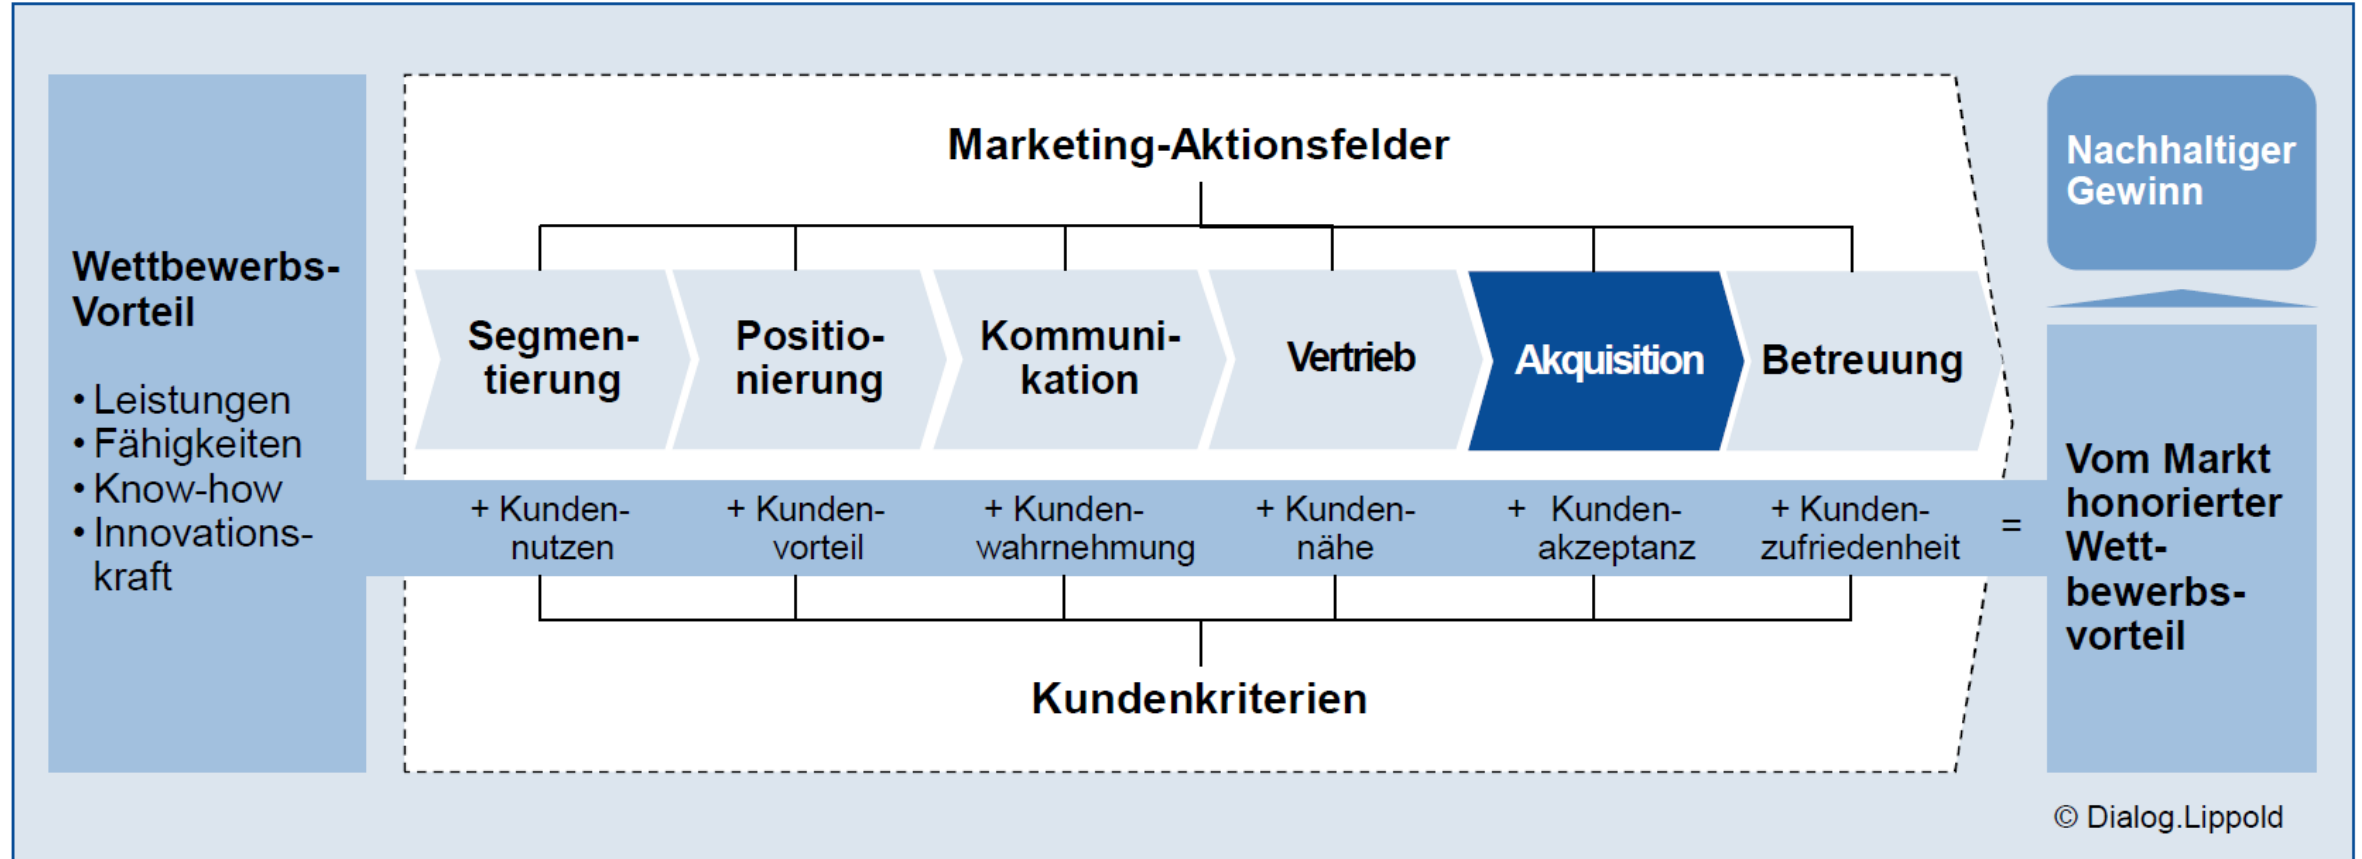 Wettbewerbs-
Vorteil
• Leistungen
• Fähigkeiten
• Know-how
• Innovations-
kraft
Marketing-Aktionsfelder
Segmen-
tierung
Positio-
nierung
Kommuni-
kation
Vertrieb
Akquisition
Betreuung
+ Kunden-
nutzen
+ Kunden-
vorteil
+ Kunden-
wahrnehmung
+ Kunden-
nähe
+ Kunden-
akzeptanz
+ Kunden-
zufriedenheit
=
Kundenkriterien
Nachhaltiger
Gewinn
Vom Markt
honorierter
Wett-
bewerbs-
vorteil
© Dialog.Lippold